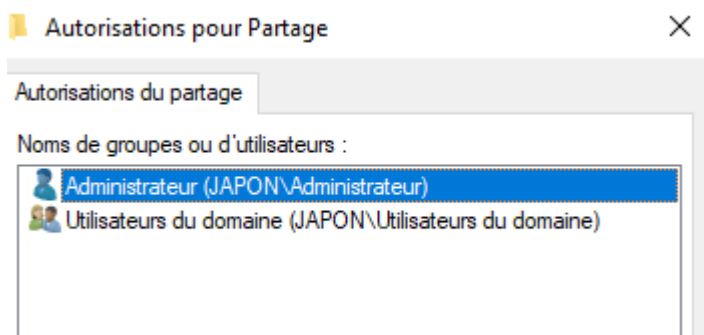 Autorisations pour Partage
Autorisations du partage
Noms de groupes ou d'utilisateurs :
Administrateur (JAPON\Administrateur)
Utilisateurs du domaine (JAPON\Utilisateurs du domaine)